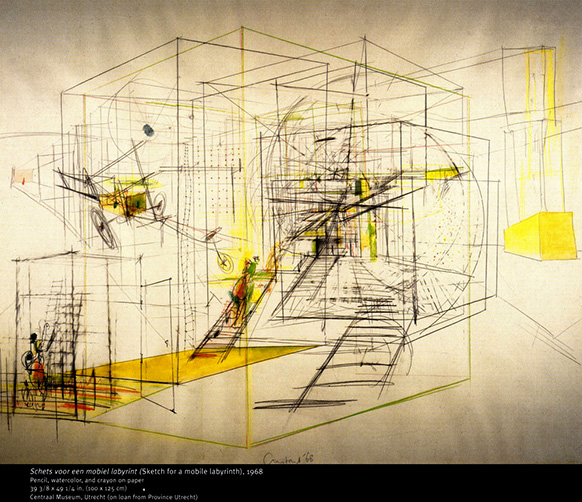 Constant '68
Schets voor een mobiel labyrint (Sketch for a mobile labyrinth), 1968
Pencil, watercolor, and crayon on paper
39 3/8 x 49 1/4 in. (100 x 125 cm)
Centraal Museum, Utrecht (on loan from Province Utrecht)